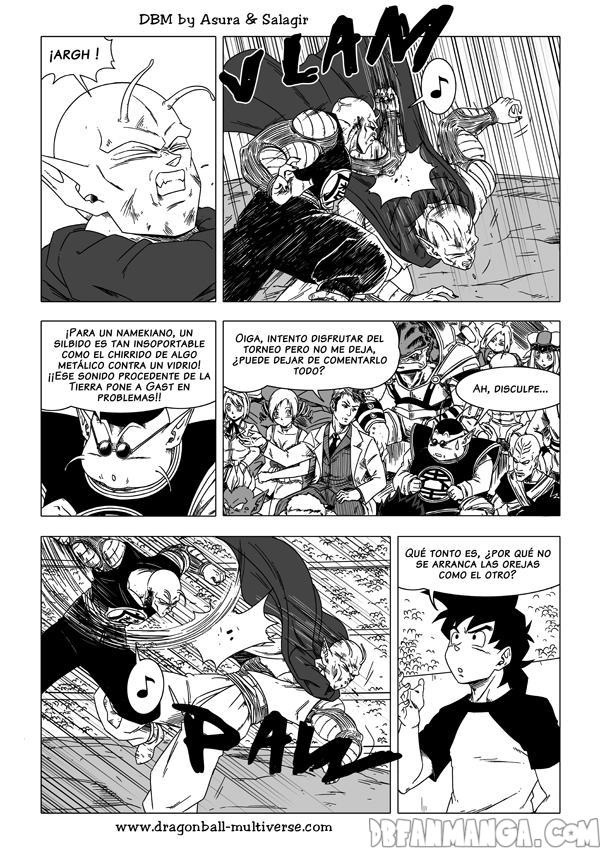 DBM by Asura & Salagir
¡ARGH !
VLAM
♪
¡PARA UN NAMEKIANO, UN
SILBIDO ES TAN INSOPORTABLE
COMO EL CHIRRIDO DE ALGO
METÁLICO CONTRA UN VIDRIO!
¡¡ESE SONIDO PROCEDENTE DE LA
TIERRA PONE A GAST EN
PROBLEMAS!!
OIGA, INTENTO DISFRUTAR DEL
TORNEO PERO NO ME DEJA,
¿PUEDE DEJAR DE COMENTARLO
TODO?
AH, DISCULPE...
♪
PAW
QUÉ TONTO ES, ¿POR QUÉ NO
SE ARRANCA LAS OREJAS
COMO EL OTRO?
www.dragonball-multiverse.com
DBFANMANGA.COM